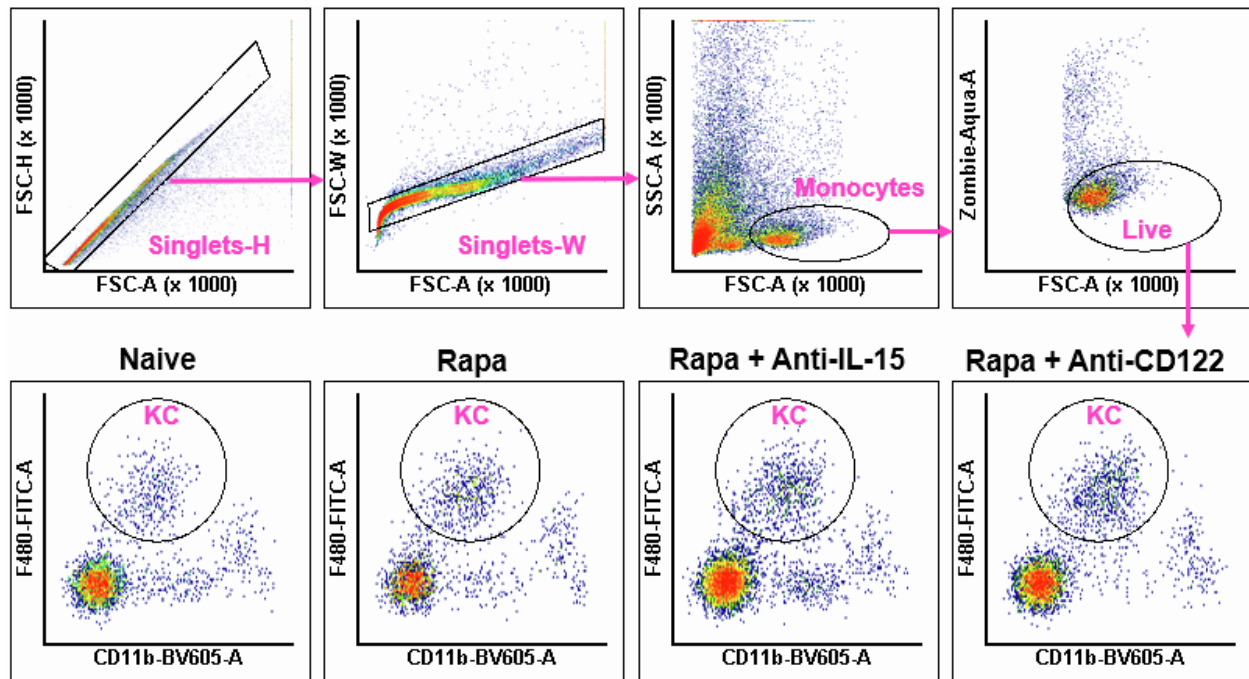 FSC-H (x 1000)
Singlets-H
FSC-A (x 1000)
FSC-W (x 1000)
Singlets-W
FSC-A (x 1000)
SSC-A (x 1000)
Monocytes
FSC-A (x 1000)
Zombie-Aqua-A
Live
FSC-A (x 1000)
Naive
KC
F480-FITC-A
CD11b-BV605-A
Rapa
KC
F480-FITC-A
CD11b-BV605-A
Rapa + Anti-IL-15
KC
F480-FITC-A
CD11b-BV605-A
Rapa + Anti-CD122
KC
F480-FITC-A
CD11b-BV605-A